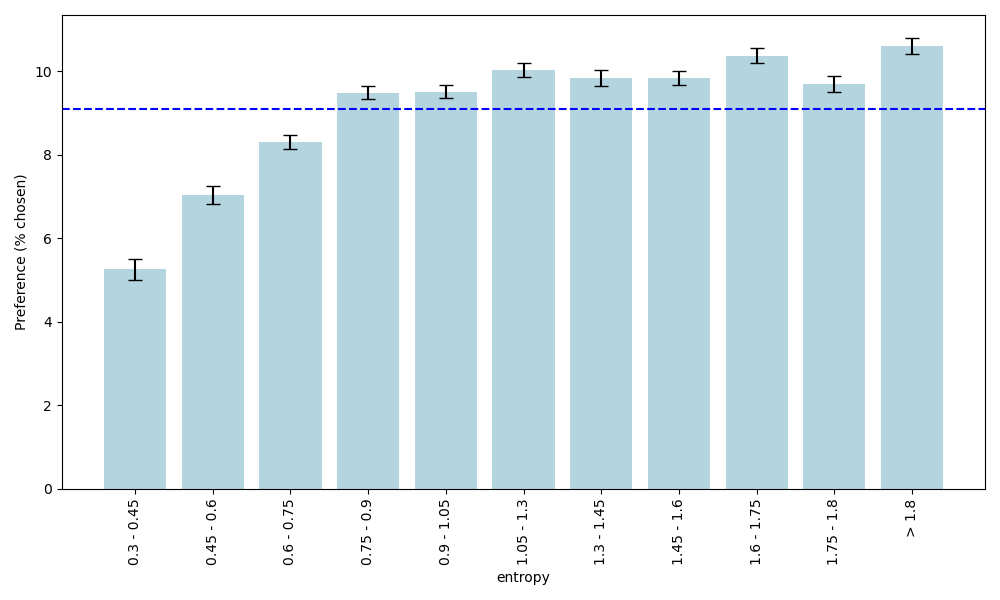 Preference (% chosen)
10
8
6
4
2
0
0.3 - 0.45
0.45 - 0.6
0.6 - 0.75
0.75 - 0.9
0.9 - 1.05
1.05 - 1.3
1.3 - 1.45
1.45 - 1.6
1.6 - 1.75
1.75 - 1.8
> 1.8
entropy